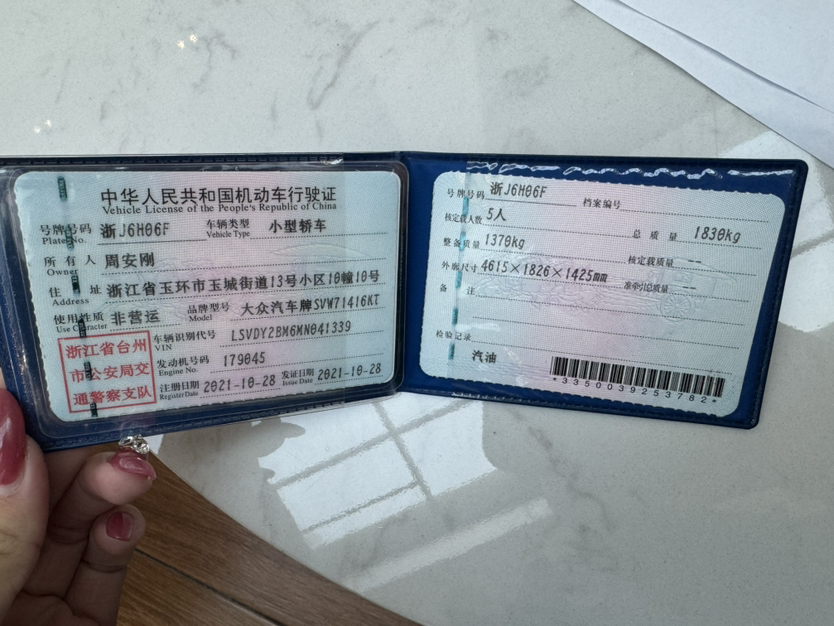 中华人民共和国机动车行驶证
Vehicle License of the People's Republic of China
号牌号码 浙J6H06F 车辆类型 小型轿车
Plate No. Vehicle Type
所有人 周安刚
Owner
住址 浙江省玉环市玉城街道13号小区10幢10号
Address
使用性质 非营运 品牌型号 大众汽车牌SVW71416KT
Use Character Model
浙江省台州
市公安局交
通警察支队
车辆识别代号 LSVDY2BM6MN041339
VIN
发动机号码 179045
Engine No.
注册日期 2021-10-28 发证日期 2021-10-28
Register Date Issue Date
号牌号码 浙J6H06F 档案编号
核定载人数 5人 总质量 1830kg
整备质量 1370kg 核定载质量 --
外廓尺寸 4615×1826×1425mm 准牵引总质量 --
备注
检验记录
汽油
*3350039253782*